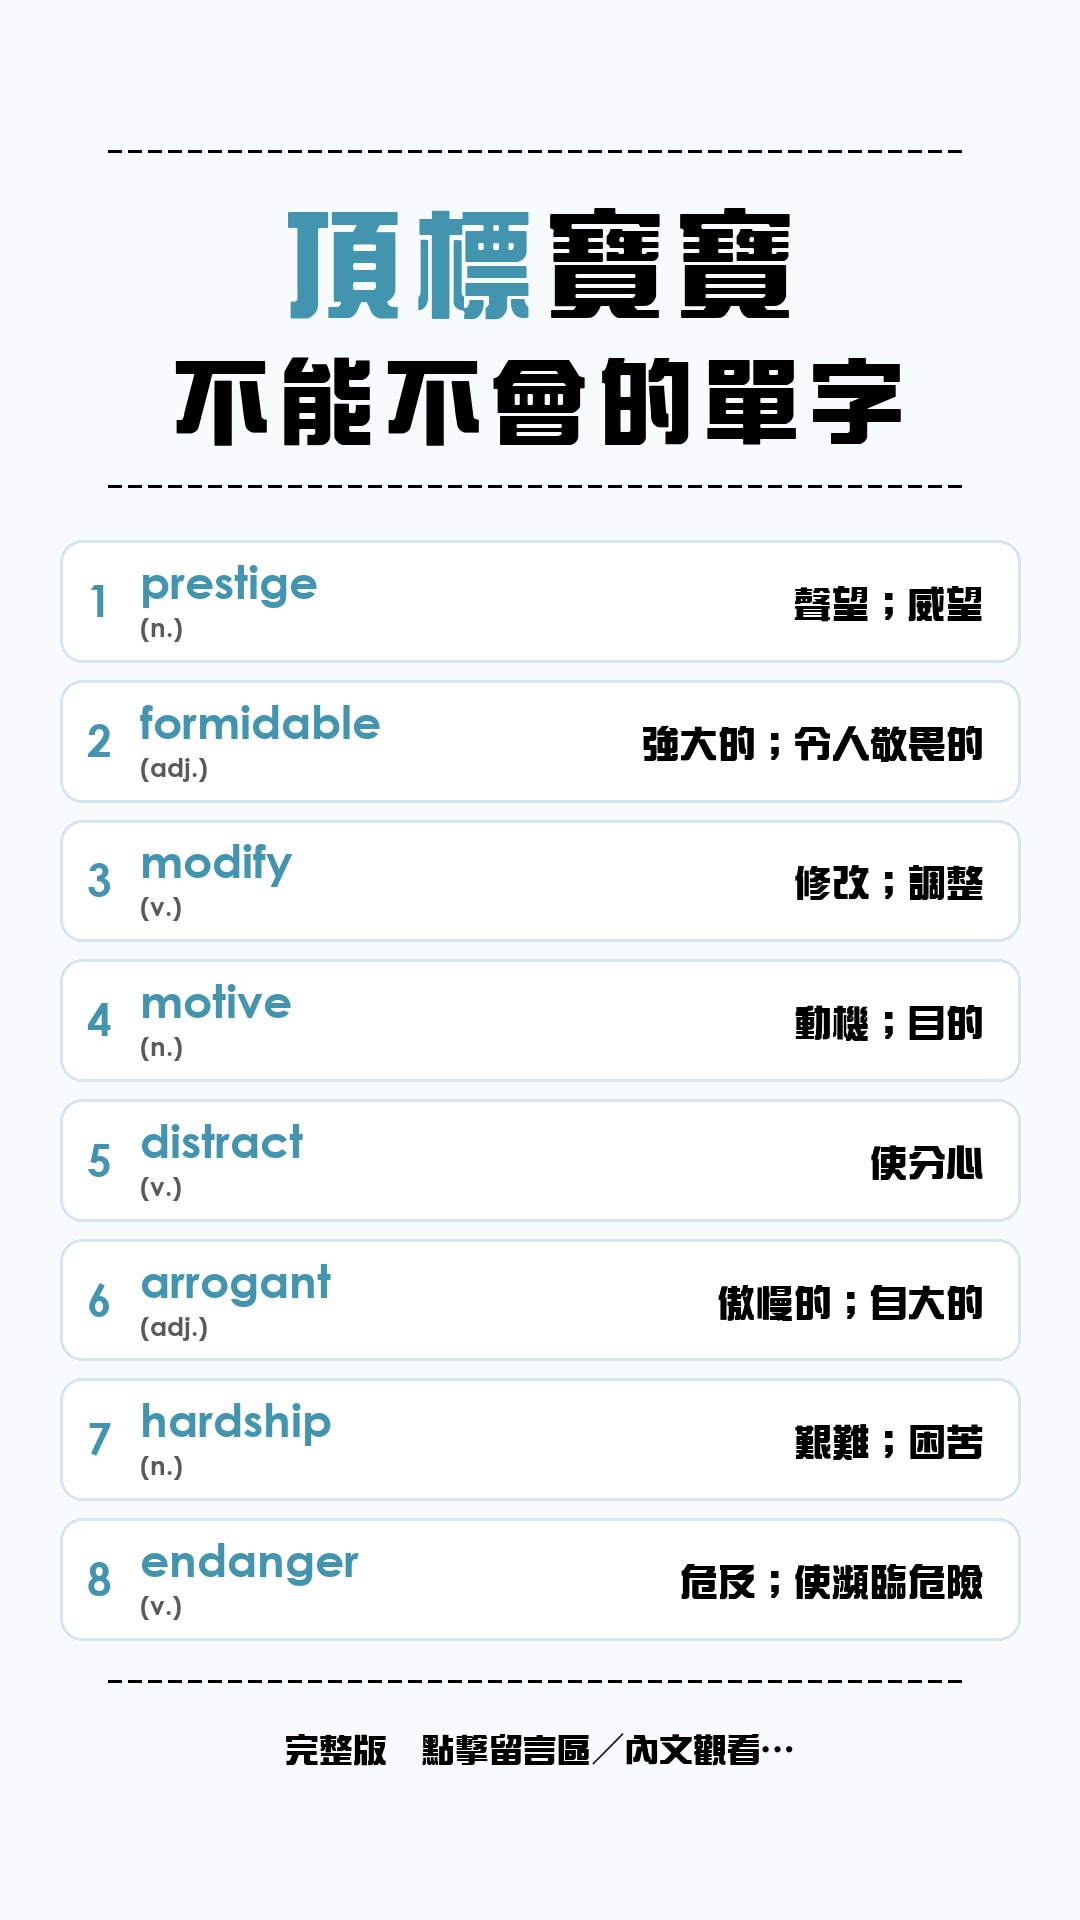 頂標寶寶
不能不會的單字
1 prestige 聲望；威望
(n.)
2 formidable 強大的；令人敬畏的
(adj.)
3 modify 修改；調整
(v.)
4 motive 動機；目的
(n.)
5 distract 使分心
(v.)
6 arrogant 傲慢的；自大的
(adj.)
7 hardship 艱難；困苦
(n.)
8 endanger 危及；使瀕臨危險
(v.)
完整版　點擊留言區／內文觀看…